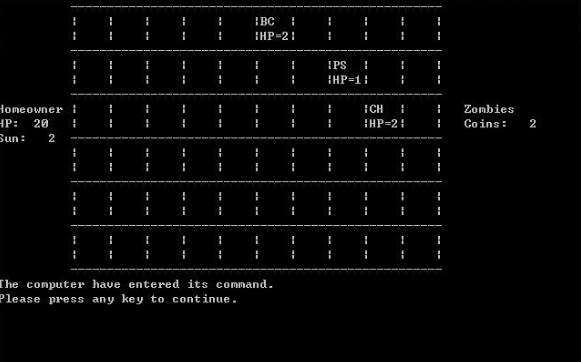 BC
HP=2
PS
HP=1
Homeowner CH Zombies
HP: 20 HP=2 Coins: 2
Sun: 2
The computer have entered its command.
Please press any key to continue.